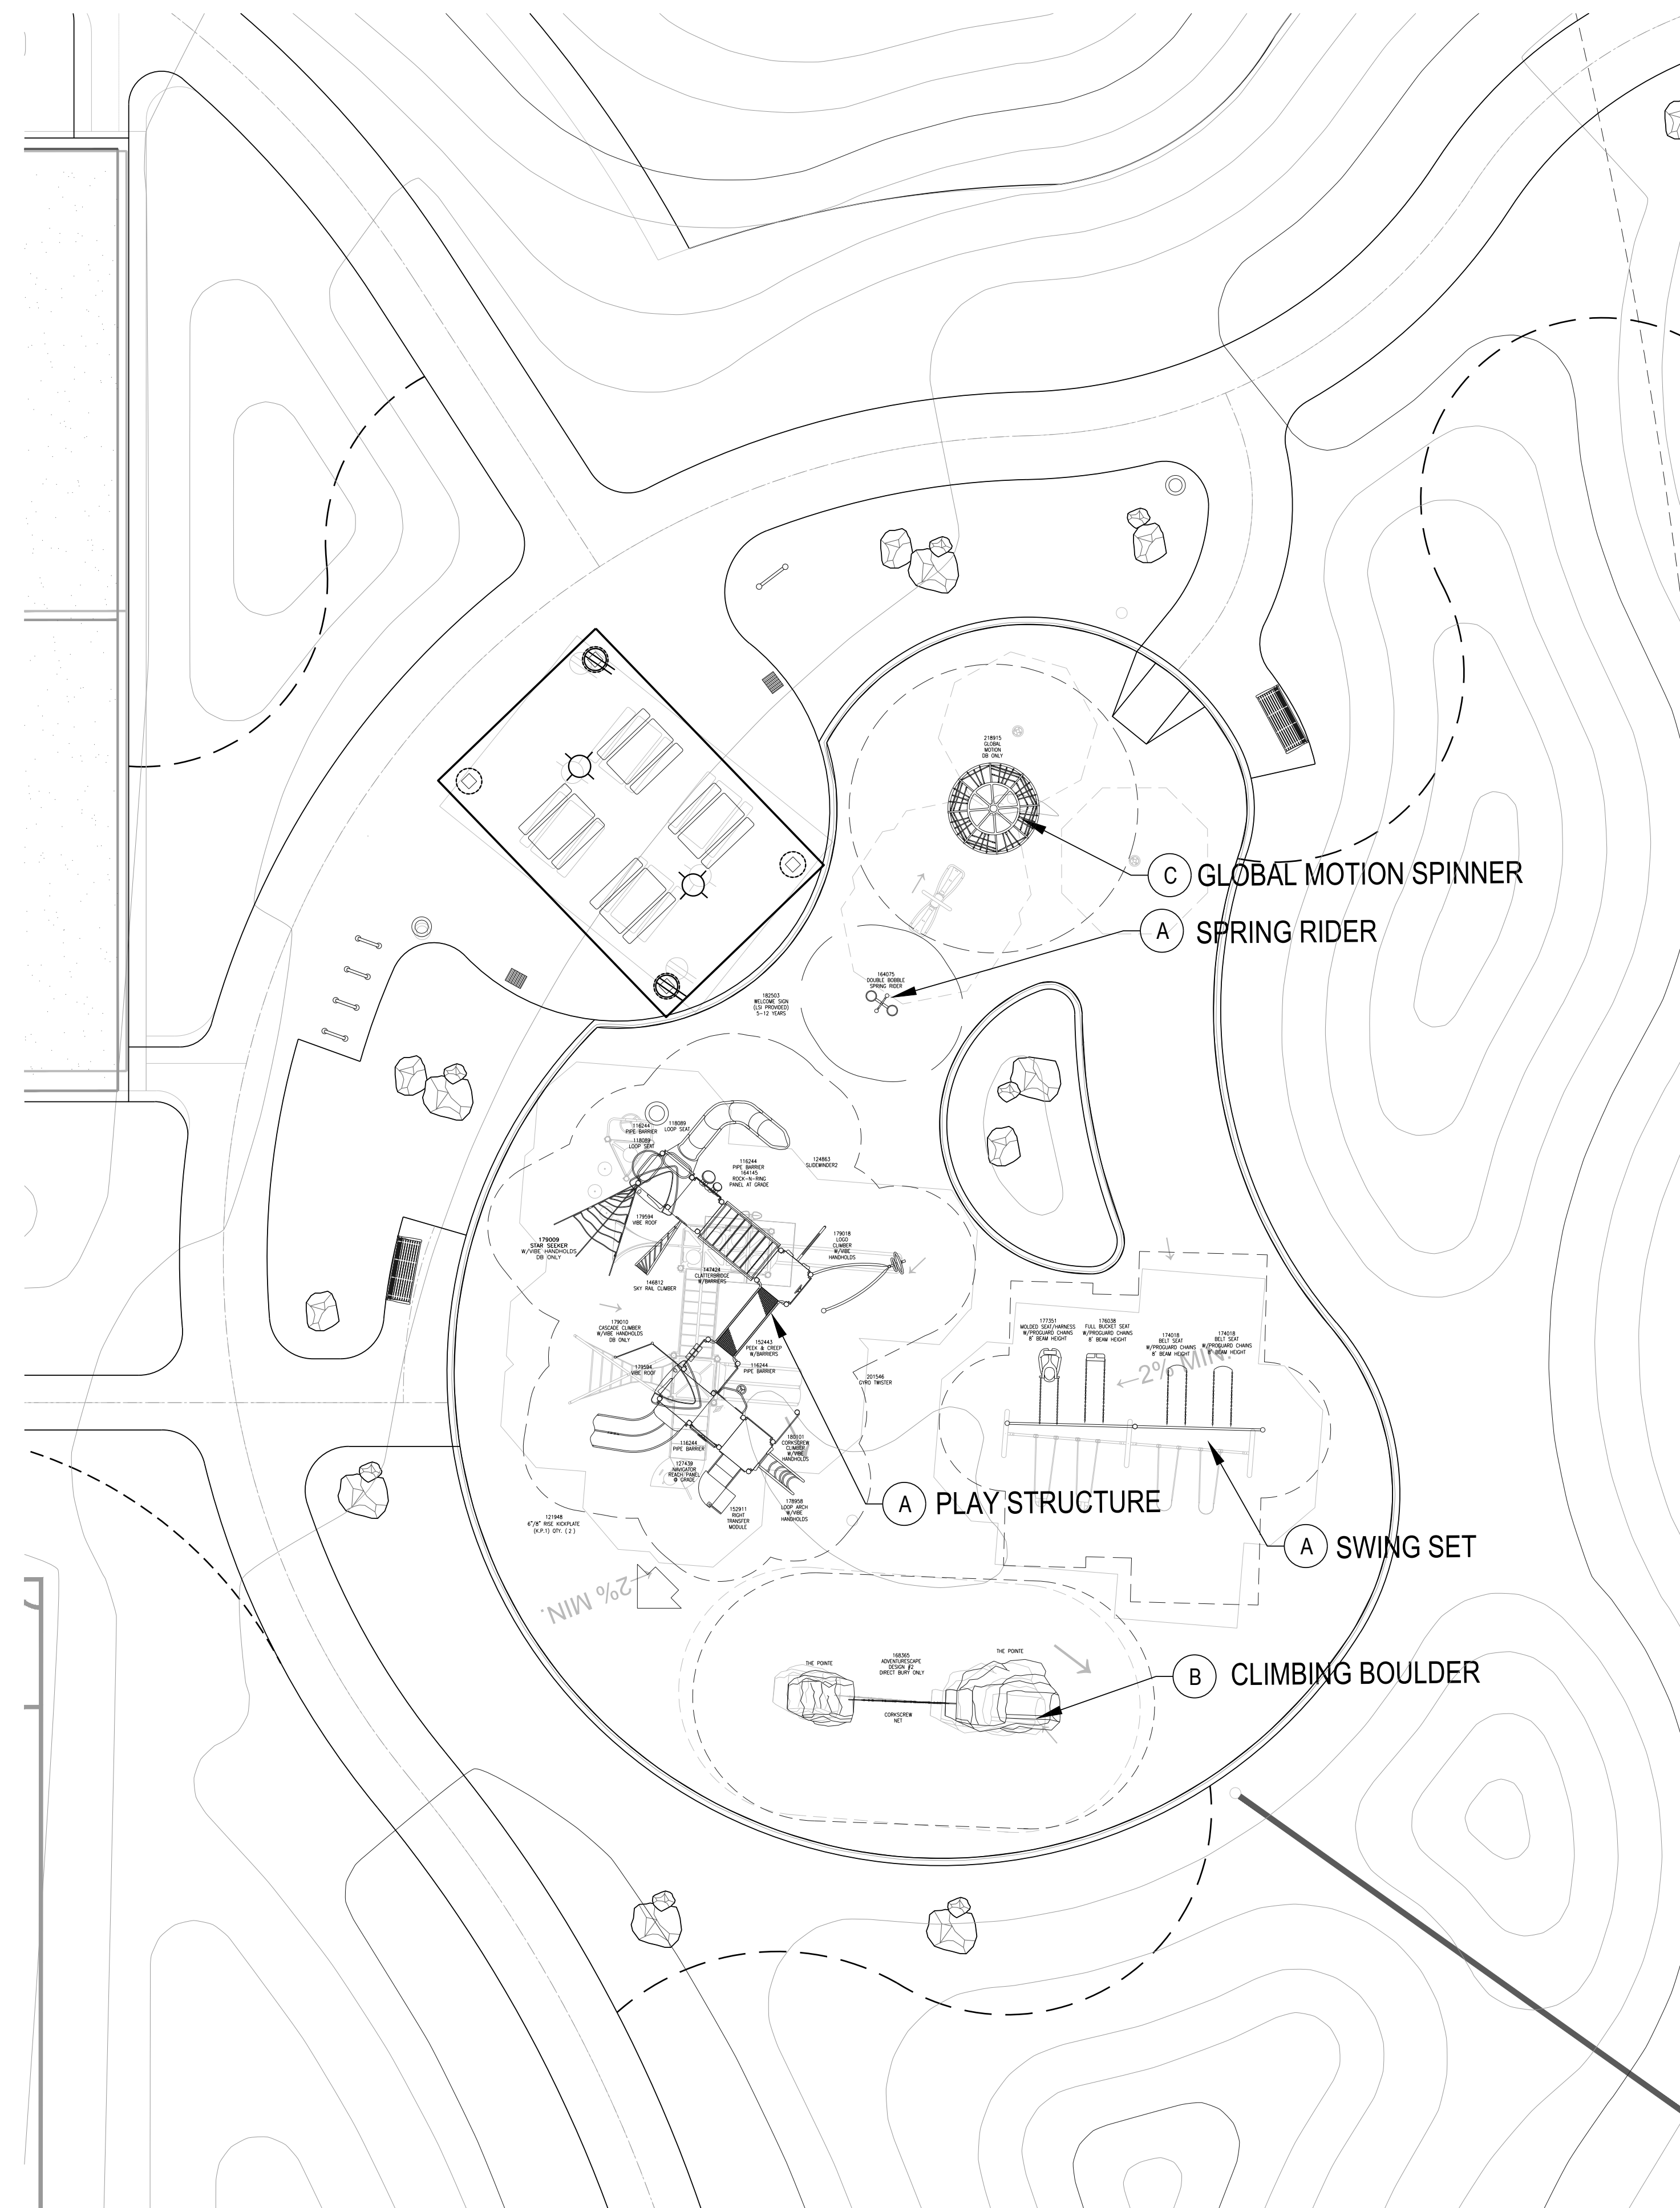 218915
GLOBAL
MOTION
DB ONLY
C GLOBAL MOTION SPINNER
A SPRING RIDER
164075
DOUBLE BOBBLE
SPRING RIDER
182503
WELCOME SIGN
(LSI PROVIDED)
5-12 YEARS
116244
PIPE BARRIER
118089
LOOP SEAT
118089
LOOP SEAT
116244
PIPE BARRIER
164145
ROCK-N-RING
PANEL AT GRADE
124863
SLIDEWINDER2
179594
VIBE ROOF
179009
STAR SEEKER
W/VIBE HANDHOLDS
DB ONLY
179018
LOGO
CLIMBER
W/VIBE
HANDHOLDS
146812
SKY RAIL CLIMBER
147424
CLATTERBRIDGE
W/BARRIERS
179010
CASCADE CLIMBER
W/VIBE HANDHOLDS
DB ONLY
152443
PEEK & CREEP
W/BARRIERS
116244
PIPE BARRIER
179594
VIBE ROOF
201546
GYRO TWISTER
177351
MOLDED SEAT/HARNESS
W/PROGUARD CHAINS
8' BEAM HEIGHT
176038
FULL BUCKET SEAT
W/PROGUARD CHAINS
8' BEAM HEIGHT
174018
BELT SEAT
W/PROGUARD CHAINS
8' BEAM HEIGHT
174018
BELT SEAT
W/PROGUARD CHAINS
8' BEAM HEIGHT
2% MIN.
116244
PIPE BARRIER
180101
CORKSCREW
CLIMBER
W/VIBE
HANDHOLDS
127439
NAVIGATOR
REACH PANEL
@ GRADE
178958
LOOP ARCH
W/VIBE
HANDHOLDS
152911
RIGHT
TRANSFER
MODULE
121948
6"/8" RISE KICKPLATE
(K.P.1) QTY. (2)
A PLAY STRUCTURE
A SWING SET
2% MIN.
THE POINTE
168365
ADVENTURESCAPE
DESIGN #2
DIRECT BURY ONLY
THE POINTE
CORKSCREW
NET
B CLIMBING BOULDER